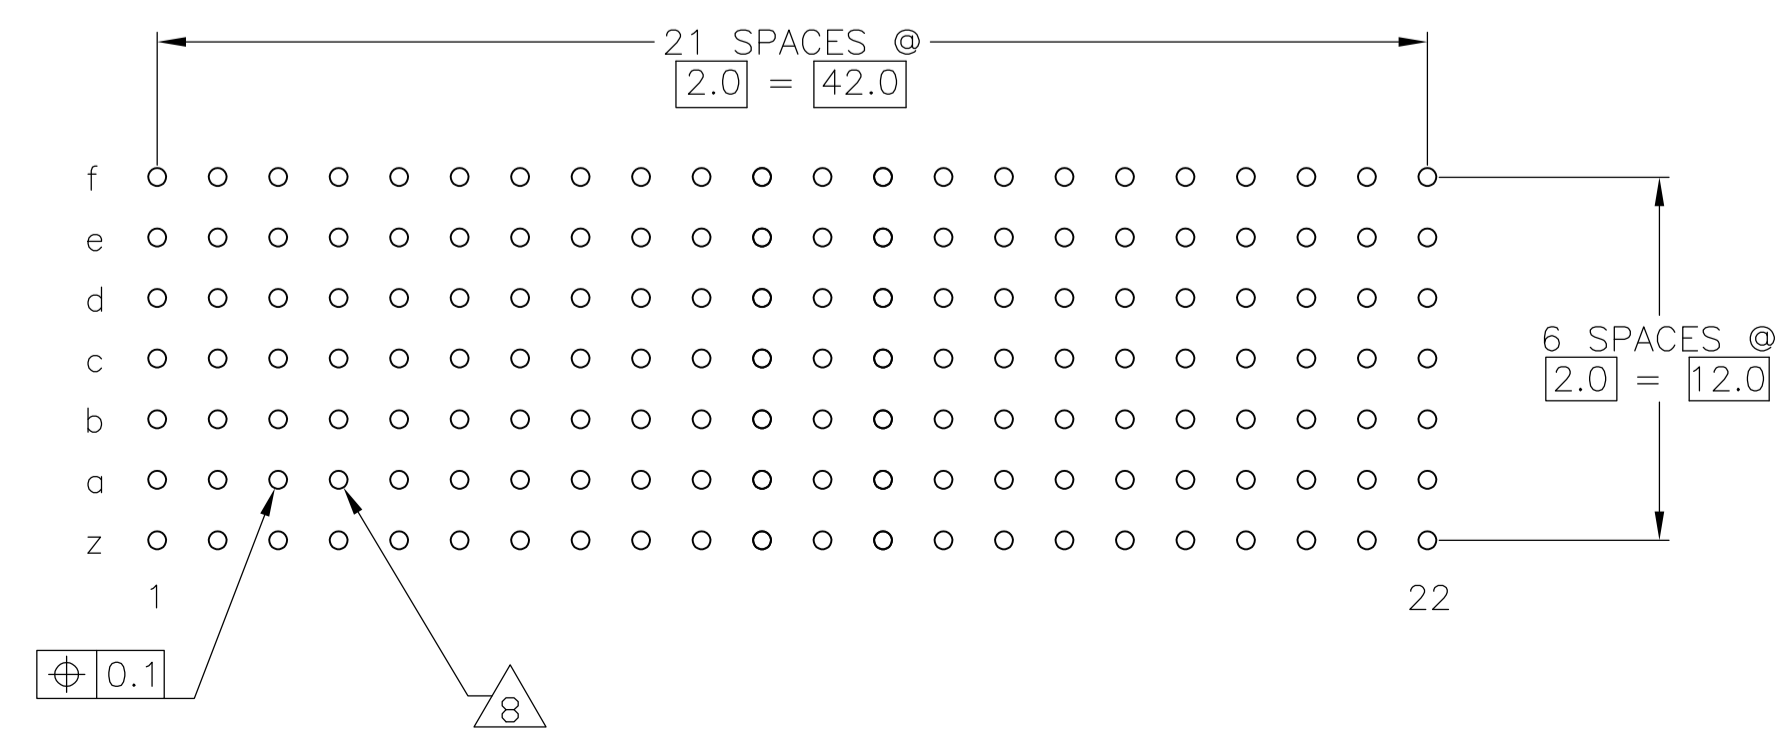 21 SPACES @
2.0 = 42.0
f
e
d
c
6 SPACES @
2.0 = 12.0
b
a
z
1
22
⌖ 0.1
8